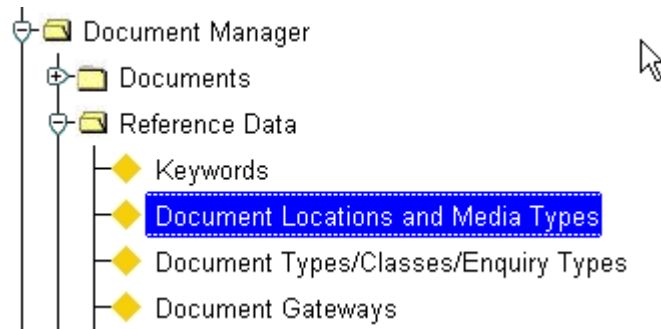 Document Manager
Documents
Reference Data
Keywords
Document Locations and Media Types
Document Types/Classes/Enquiry Types
Document Gateways